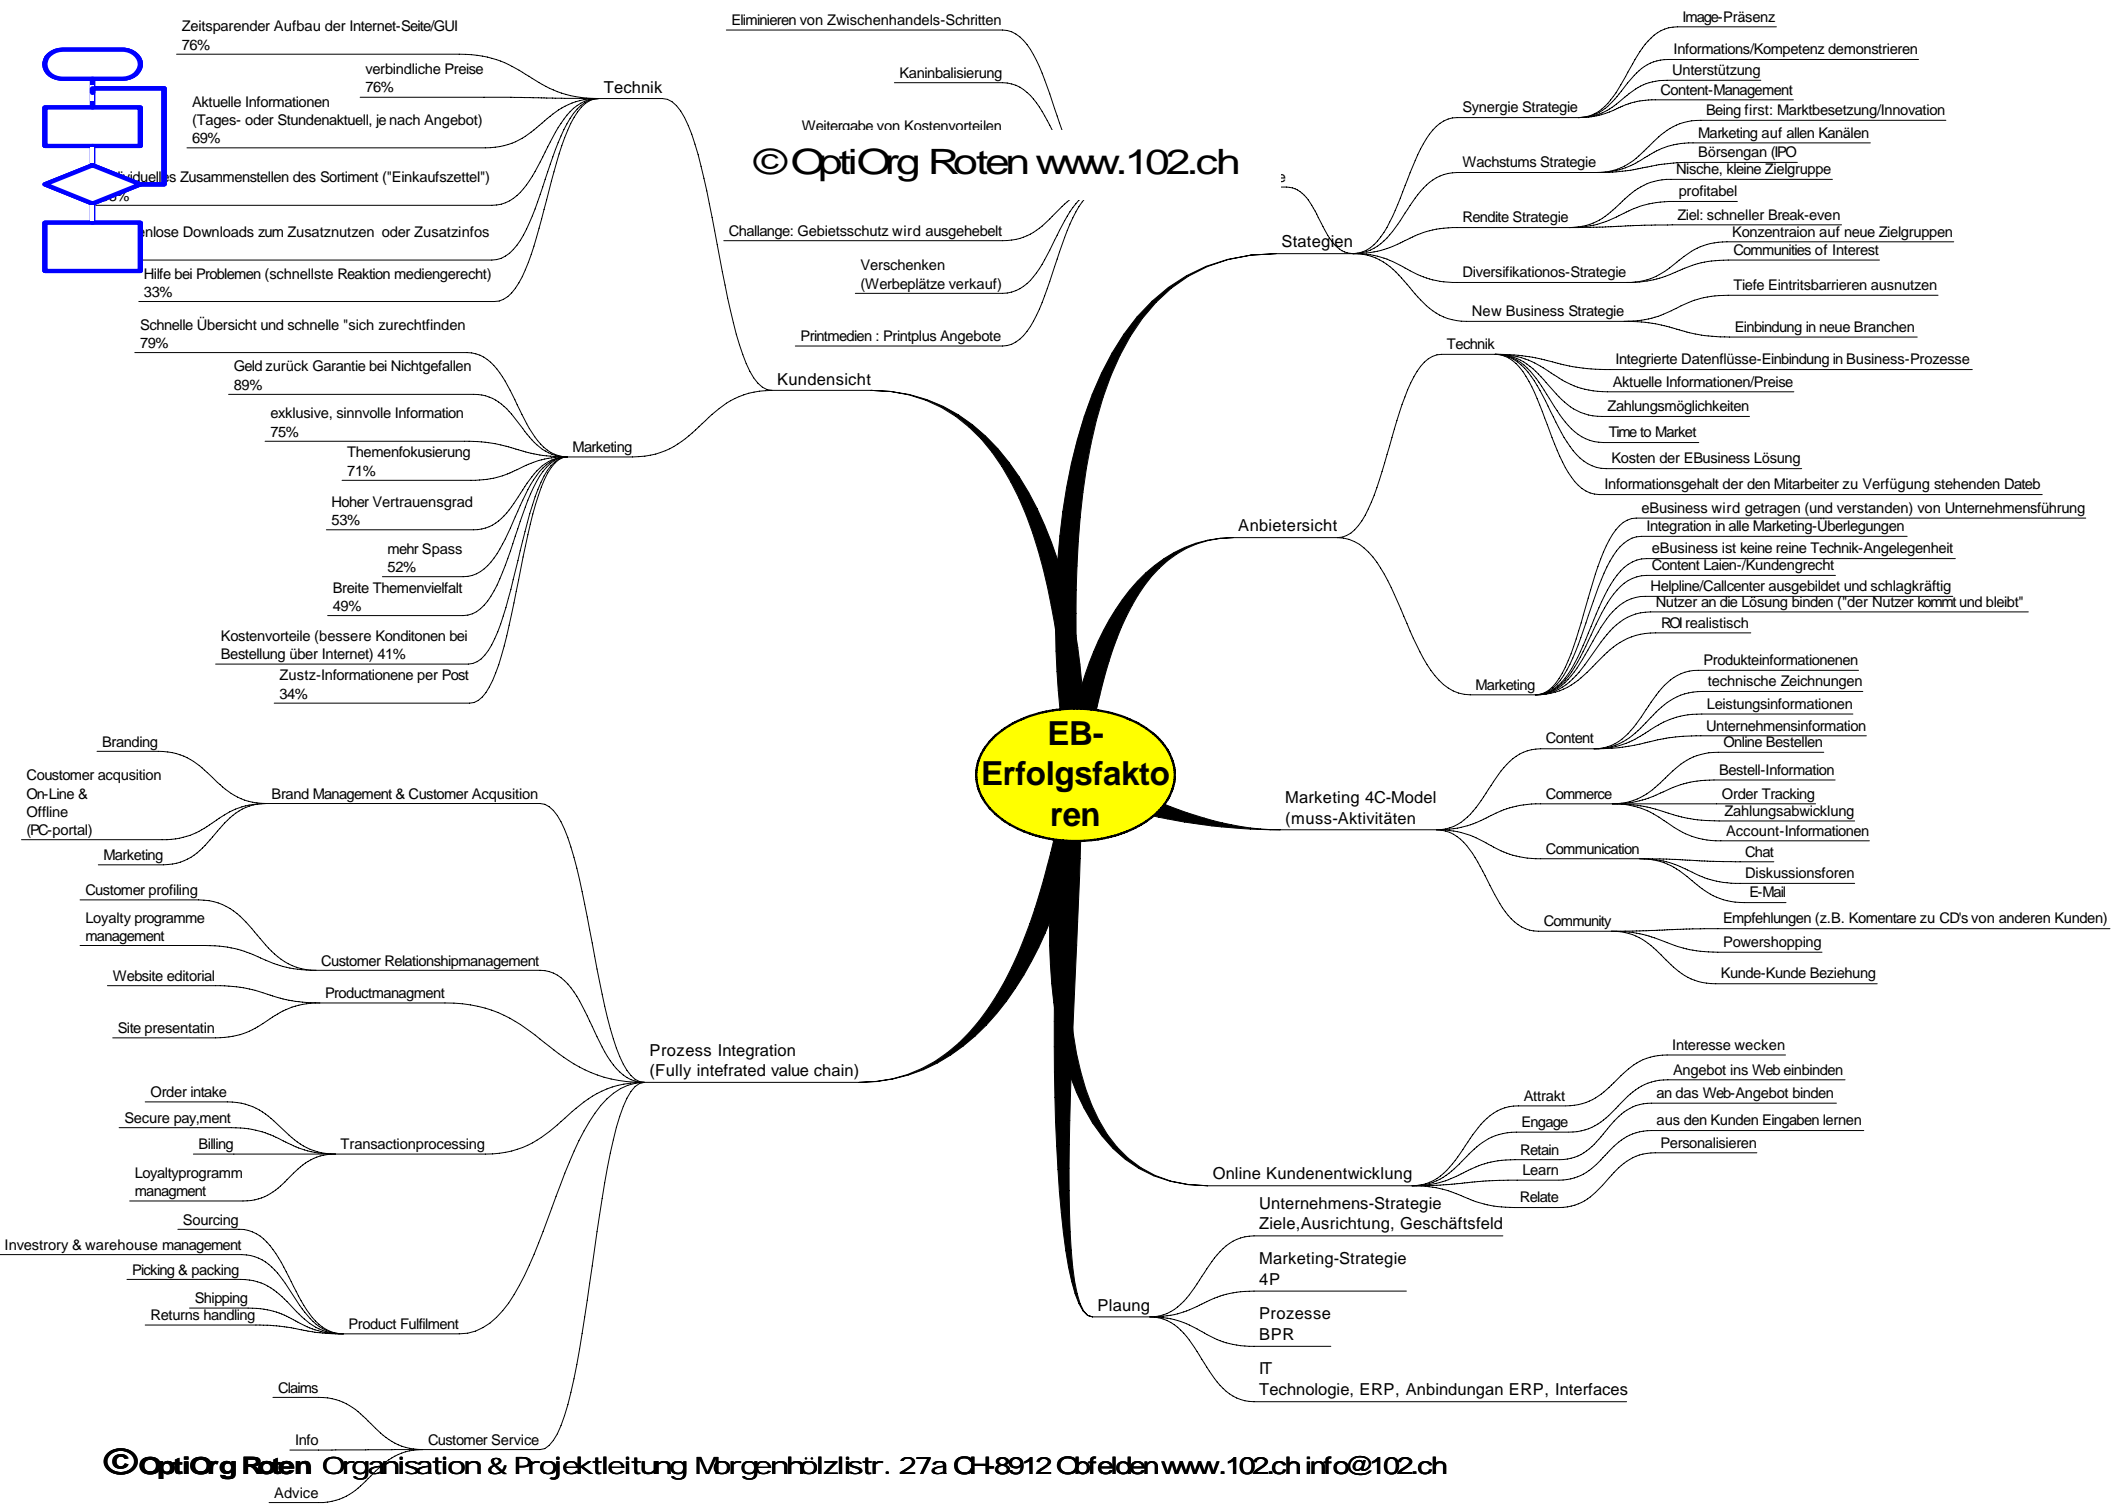 Zeitsparender Aufbau der Internet-Seite/GUI
76%
verbindliche Preise
76%
Aktuelle Informationen
(Tages- oder Stundenaktuell, je nach Angebot)
69%
Zusammenstellen des Sortiment ("Einkaufszettel")
Downloads zum Zusatznutzen oder Zusatzinfos
Hilfe bei Problemen (schnellste Reaktion mediengerecht)
33%
Technik
Schnelle Übersicht und schnelle "sich zurechtfinden
79%
Geld zurück Garantie bei Nichtgefallen
89%
exklusive, sinnvolle Information
75%
Themenfokusierung
71%
Hoher Vertrauensgrad
53%
mehr Spass
52%
Breite Themenvielfalt
49%
Kostenvorteile (bessere Konditonen bei
Bestellung über Internet) 41%
Zustz-Informationene per Post
34%
Marketing
Kundensicht
Eliminieren von Zwischenhandels-Schritten
Kaninbalisierung
Weitergabe von Kostenvorteilen
© OptiOrg Roten www.102.ch
Challange: Gebietsschutz wird ausgehebelt
Verschenken
(Werbeplätze verkauf)
Printmedien : Printplus Angebote
Stategien
Synergie Strategie
Image-Präsenz
Informations/Kompetenz demonstrieren
Unterstützung
Content-Management
Wachstums Strategie
Being first: Marktbesetzung/Innovation
Marketing auf allen Kanälen
Börsengan (IPO
Rendite Strategie
Nische, kleine Zielgruppe
profitabel
Ziel: schneller Break-even
Diversifikationos-Strategie
Konzentraion auf neue Zielgruppen
Communities of Interest
New Business Strategie
Tiefe Eintritsbarrieren ausnutzen
Einbindung in neue Branchen
Anbietersicht
Technik
Integrierte Datenflüsse-Einbindung in Business-Prozesse
Aktuelle Informationen/Preise
Zahlungsmöglichkeiten
Time to Market
Kosten der EBusiness Lösung
Informationsgehalt der den Mitarbeiter zu Verfügung stehenden Dateb
Marketing
eBusiness wird getragen (und verstanden) von Unternehmensführung
Integration in alle Marketing-Überlegungen
eBusiness ist keine reine Technik-Angelegenheit
Content Laien-/Kundengrecht
Helpline/Callcenter ausgebildet und schlagkräftig
Nutzer an die Lösung binden ("der Nutzer kommt und bleibt"
ROI realistisch
EB-
Erfolgsfakto
ren
Marketing 4C-Model
(muss-Aktivitäten
Content
Produkteinformationenen
technische Zeichnungen
Leistungsinformationen
Unternehmensinformation
Commerce
Online Bestellen
Bestell-Information
Order Tracking
Zahlungsabwicklung
Account-Informationen
Communication
Chat
Diskussionsforen
E-Mail
Community
Empfehlungen (z.B. Komentare zu CD's von anderen Kunden)
Powershopping
Kunde-Kunde Beziehung
Online Kundenentwicklung
Attrakt
Interesse wecken
Engage
Angebot ins Web einbinden
Retain
an das Web-Angebot binden
Learn
aus den Kunden Eingaben lernen
Relate
Personalisieren
Plaung
Unternehmens-Strategie
Ziele,Ausrichtung, Geschäftsfeld
Marketing-Strategie
4P
Prozesse
BPR
IT
Technologie, ERP, Anbindungan ERP, Interfaces
Prozess Integration
(Fully intefrated value chain)
Brand Management & Customer Acqusition
Branding
Coustomer acqusition
On-Line &
Offline
(PC-portal)
Marketing
Customer Relationshipmanagement
Customer profiling
Loyalty programme
management
Productmanagment
Website editorial
Site presentatin
Transactionprocessing
Order intake
Secure pay,ment
Billing
Loyaltyprogramm
managment
Product Fulfilment
Sourcing
Investrory & warehouse management
Picking & packing
Shipping
Returns handling
Customer Service
Claims
Info
Advice
© OptiOrg Roten Organisation & Projektleitung Morgenhölzlistr. 27a CH-8912 Obfelden www.102.ch info@102.ch